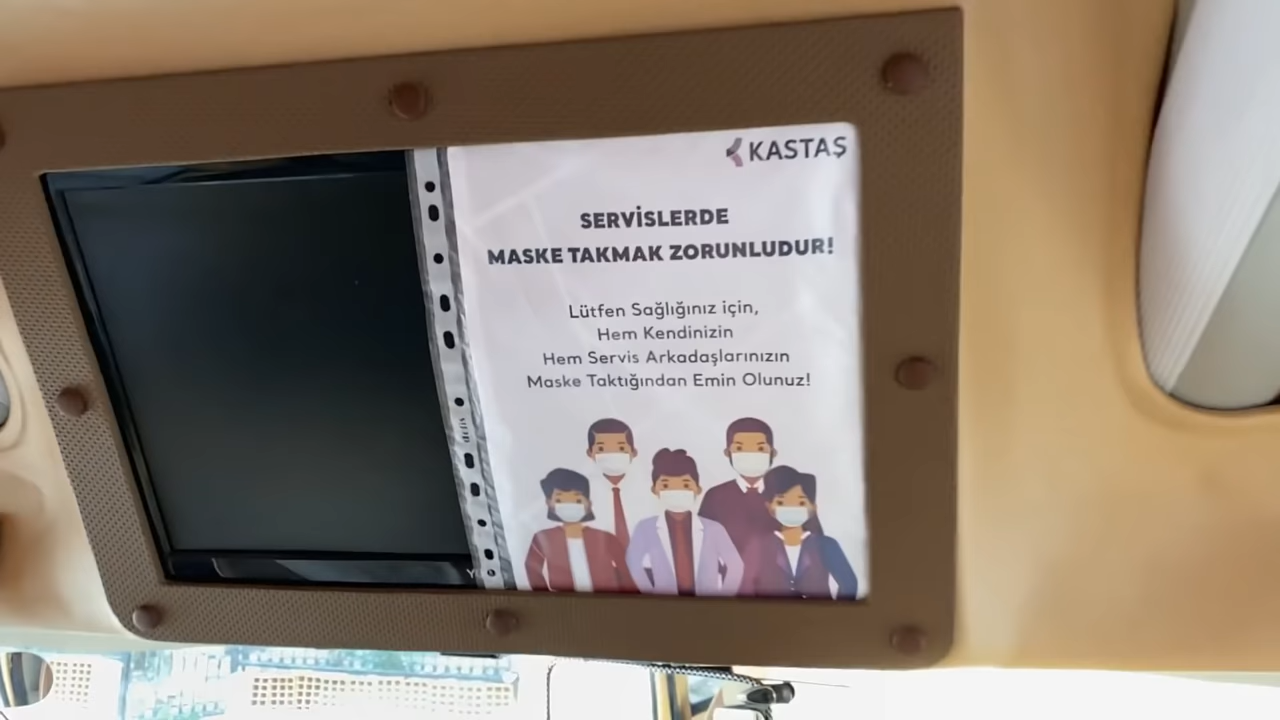 KASTAŞ
SERVİSLERDE
MASKE TAKMAK ZORUNLUDUR!
Lütfen Sağlığınız için,
Hem Kendinizin
Hem Servis Arkadaşlarınızın
Maske Taktığından Emin Olunuz!